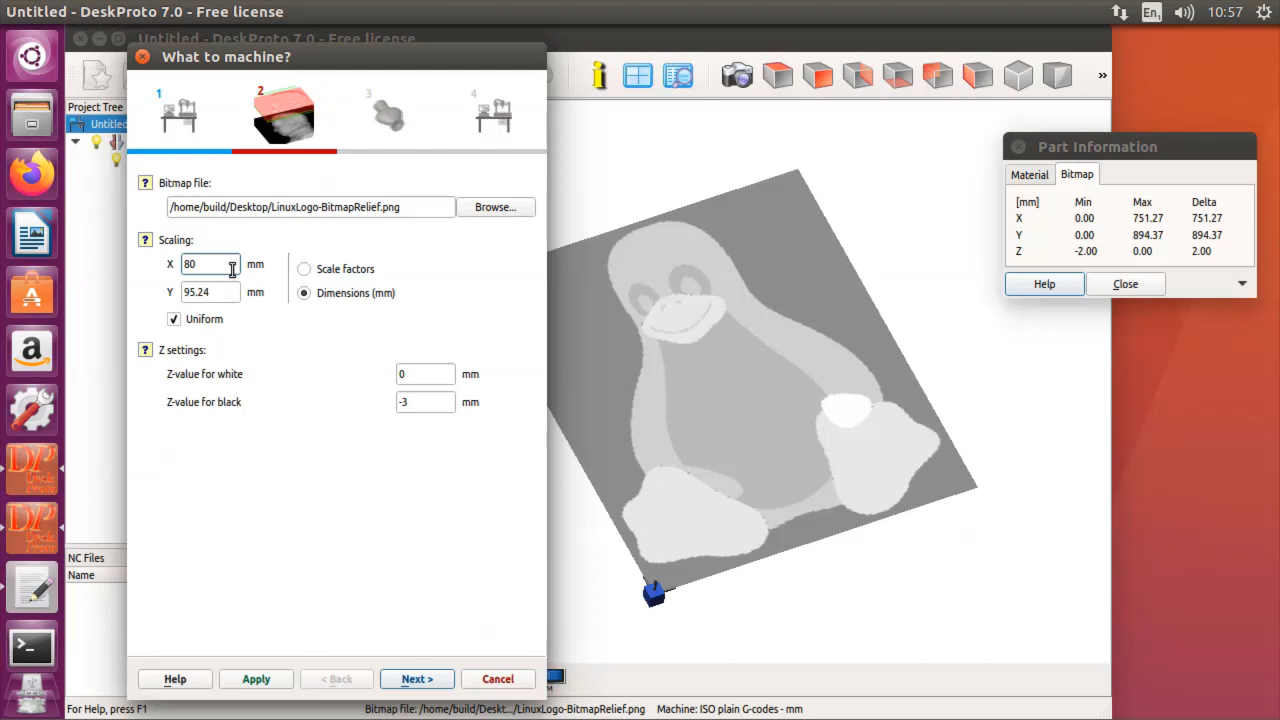 Untitled - DeskProto 7.0 - Free license
En1
10:57
Untitled - DeskProto 7.0 - Free license
What to machine?
1
2
3
4
»
Project Tree
Untitled
Bitmap file:
/home/build/Desktop/LinuxLogo-BitmapRelief.png
Browse...
Scaling:
X 80 mm
Y 95.24 mm
Scale factors
Dimensions (mm)
Uniform
Z settings:
Z-value for white 0 mm
Z-value for black -3 mm
Help
Apply
< Back
Next >
Cancel
Part Information
Material Bitmap
[mm] Min Max Delta
X 0.00 751.27 751.27
Y 0.00 894.37 894.37
Z -2.00 0.00 2.00
Help
Close
NC Files
Name
For Help, press F1
Bitmap file: /home/build/Deskt.../LinuxLogo-BitmapRelief.png
Machine: ISO plain G-codes - mm